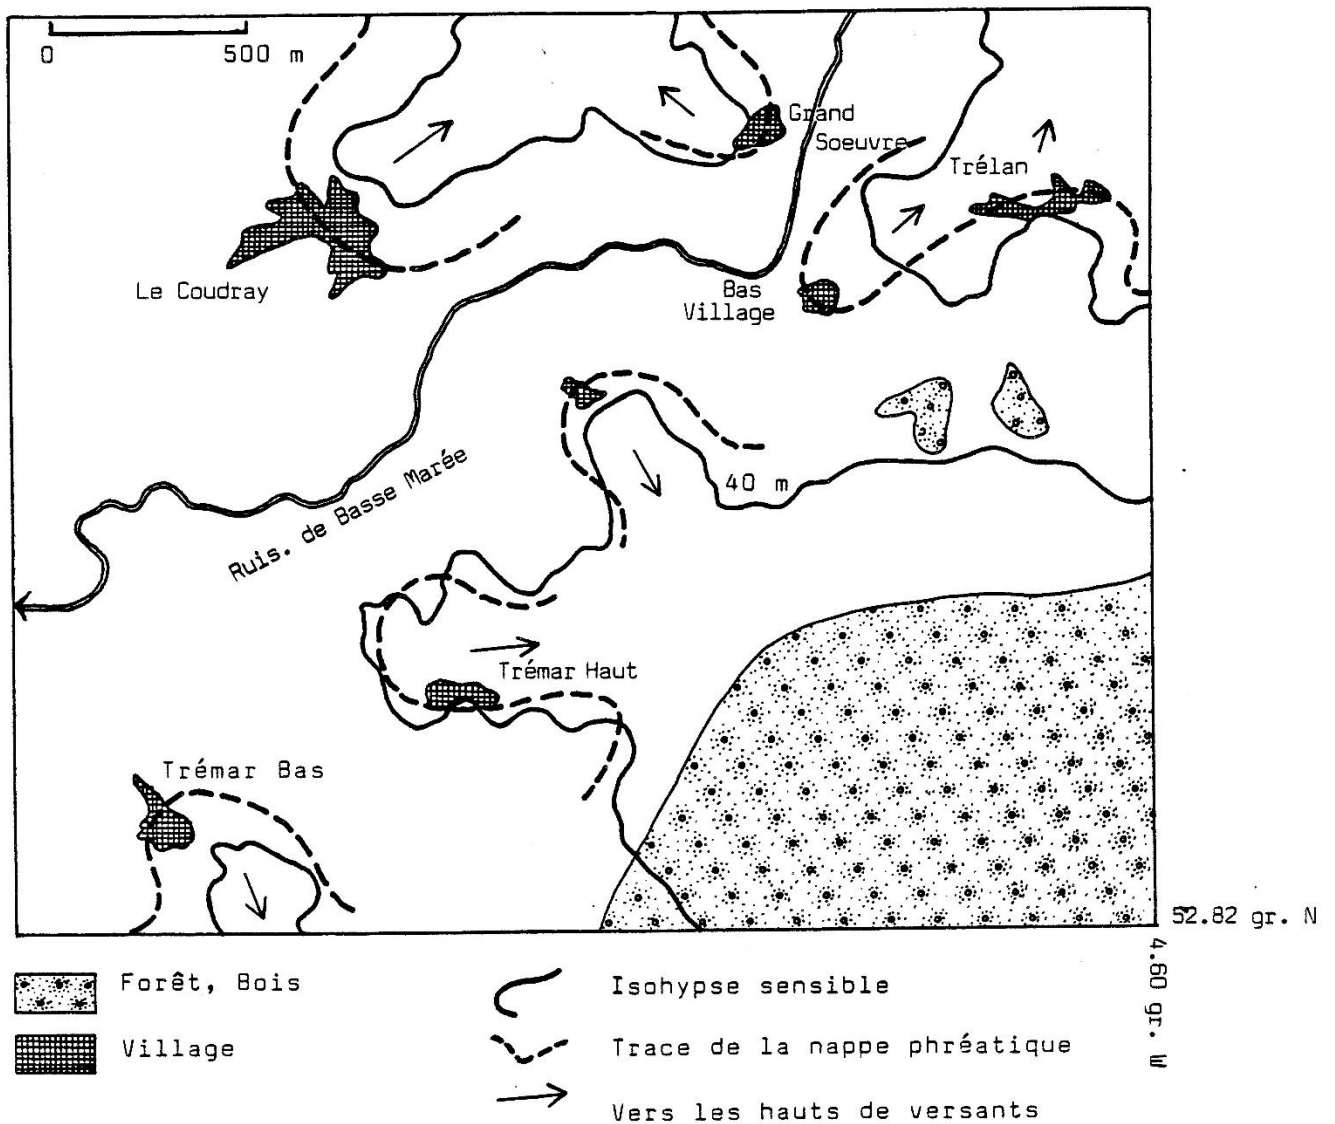 0 500 m
Grand
Soeuvre
Trélan
Le Coudray
Bas
Village
40 m
Ruis. de Basse Marée
Trémar Haut
Trémar Bas
52.82 gr. N
4.60 gr. W
Forêt, Bois
Isohypse sensible
Village
Trace de la nappe phréatique
Vers les hauts de versants